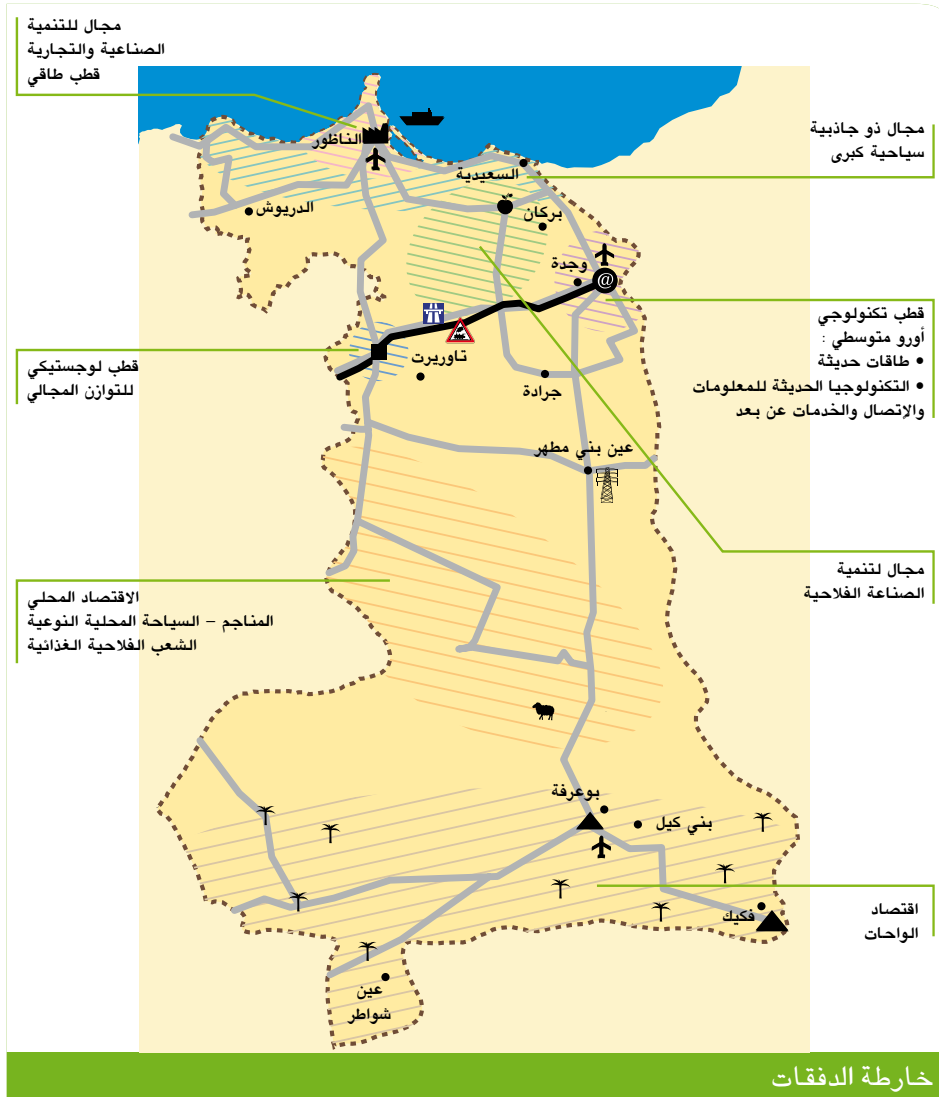 مجال للتنمية
الصناعية والتجارية
قطب طاقي
مجال ذو جاذبية
سياحية كبرى
الناظور
السعيدية
الدريوش
بركان
وجدة
@
قطب تكنولوجي
أورو متوسطي :
• طاقات حديثة
• التكنولوجيا الحديثة للمعلومات
والإتصال والخدمات عن بعد
قطب لوجستيكي
للتوازن المجالي
تاوريرت
جرادة
عين بني مطهر
مجال لتنمية
الصناعة الفلاحية
الاقتصاد المحلي
المناجم – السياحة المحلية النوعية
الشعب الفلاحية الغذائية
بوعرفة
بني كيل
فكيك
اقتصاد
الواحات
عين
شواطر
خارطة الدفقات